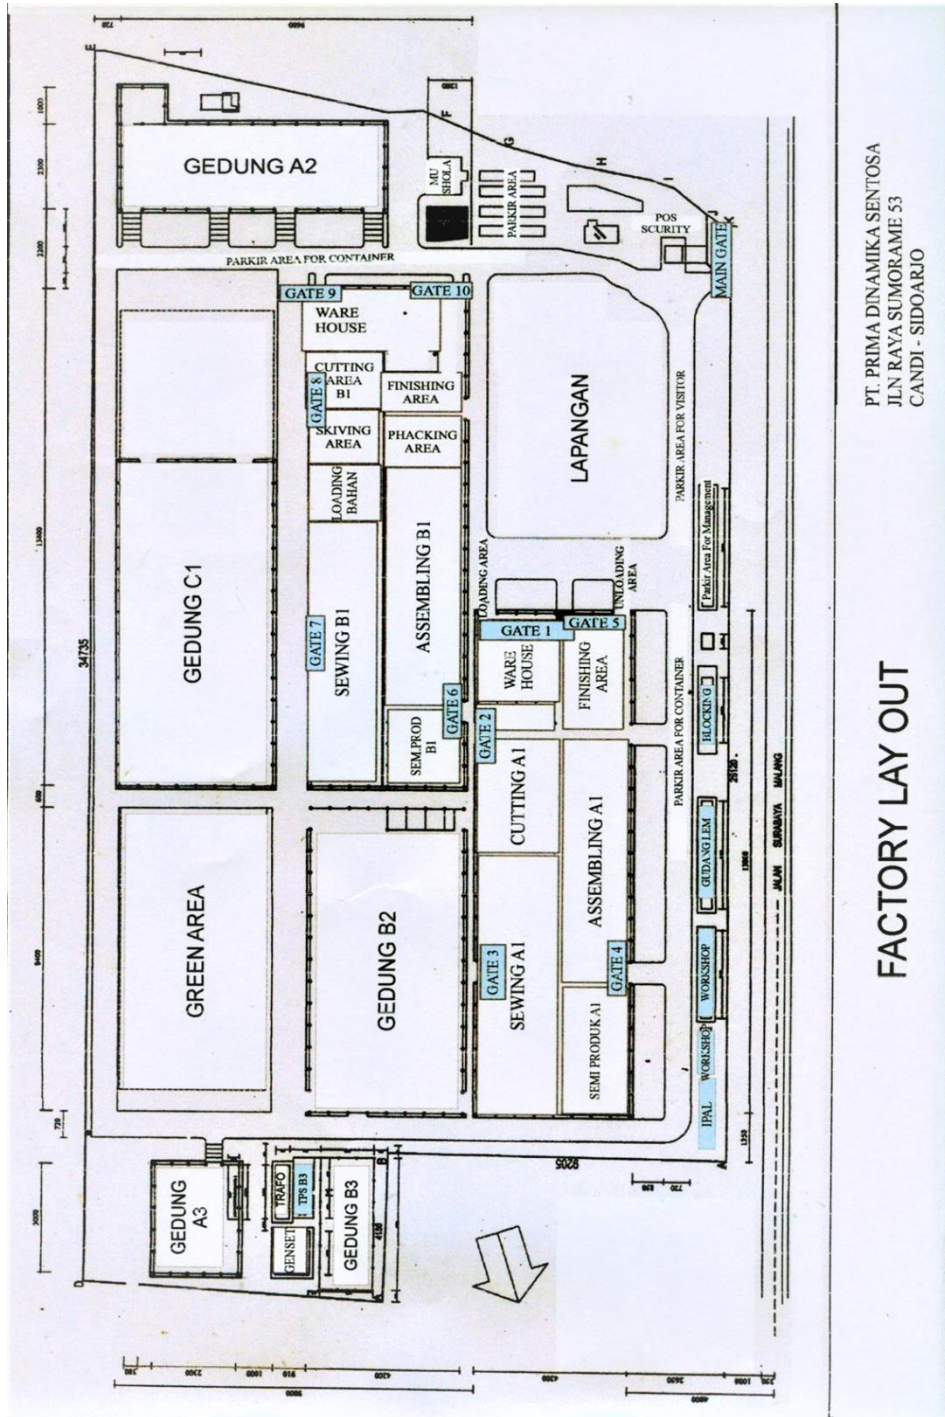 GEDUNG A2
MU
SHOLA
PARKIR AREA
POS
SCURITY
MAIN GATE
PARKIR AREA FOR CONTAINER
GATE 9
GATE 10
WARE
HOUSE
CUTTING
AREA
B1
GATE 8
FINISHING
AREA
SKIVING
AREA
PHACKING
AREA
LOADING
BAHAN
LAPANGAN
PARKIR AREA FOR VISITOR
GEDUNG C1
SEWING B1
GATE 7
ASSEMBLING B1
GATE 6
SEM.PROD
B1
LOADING AREA
UNLOADING
AREA
Parkir Area For Management
GATE 1
GATE 5
WARE
HOUSE
FINISHING
AREA
GATE 2
PARKIR AREA FOR CONTAINER
BLOCKING
CUTTING A1
ASSEMBLING A1
GREEN AREA
GEDUNG B2
GATE 3
SEWING A1
GATE 4
SEMI PRODUK A1
GUDANG LEM
WORKSHOP
WORKSHOP
IPAL
JALAN SURABAYA MALANG
GEDUNG
A3
TRAFO
TPS B3
GENSET
GEDUNG B3
34735
9205
PT. PRIMA DINAMIKA SENTOSA
JLN RAYA SUMORAME 53
CANDI - SIDOARJO
FACTORY LAY OUT